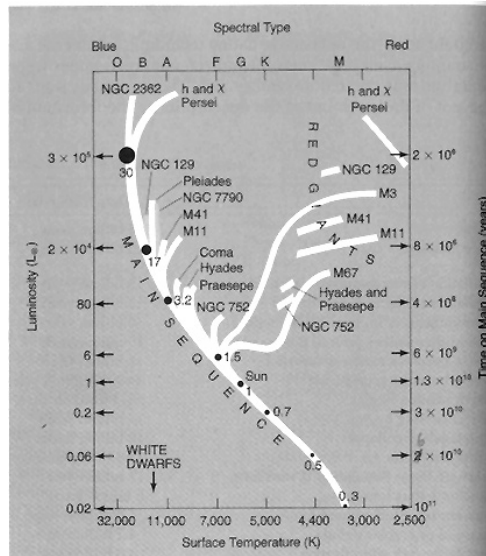 Spectral Type
Blue
Red
O B A F G K M
NGC 2362
h and χ
Persei
h and χ
Persei
RED GIANTS
3 × 10⁵
2 × 10⁶
30
NGC 129
NGC 129
Pleiades
M3
NGC 7790
M41
M41
M11
M11
2 × 10⁴
8 × 10⁶
17
Coma
Hyades
M67
Praesepe
Hyades and
Praesepe
80
3.2
4 × 10⁸
NGC 752
NGC 752
MAIN SEQUENCE
6
1.5
6 × 10⁹
Sun
1
1
1.3 × 10¹⁰
0.2
0.7
3 × 10¹⁰
WHITE
DWARFS
0.06
0.5
6
× 10¹⁰
0.3
0.02
10¹¹
32,000 11,000 7,000 5,000 4,400 3,000 2,500
Surface Temperature (K)
Luminosity (L
Time on Main Sequence (years)